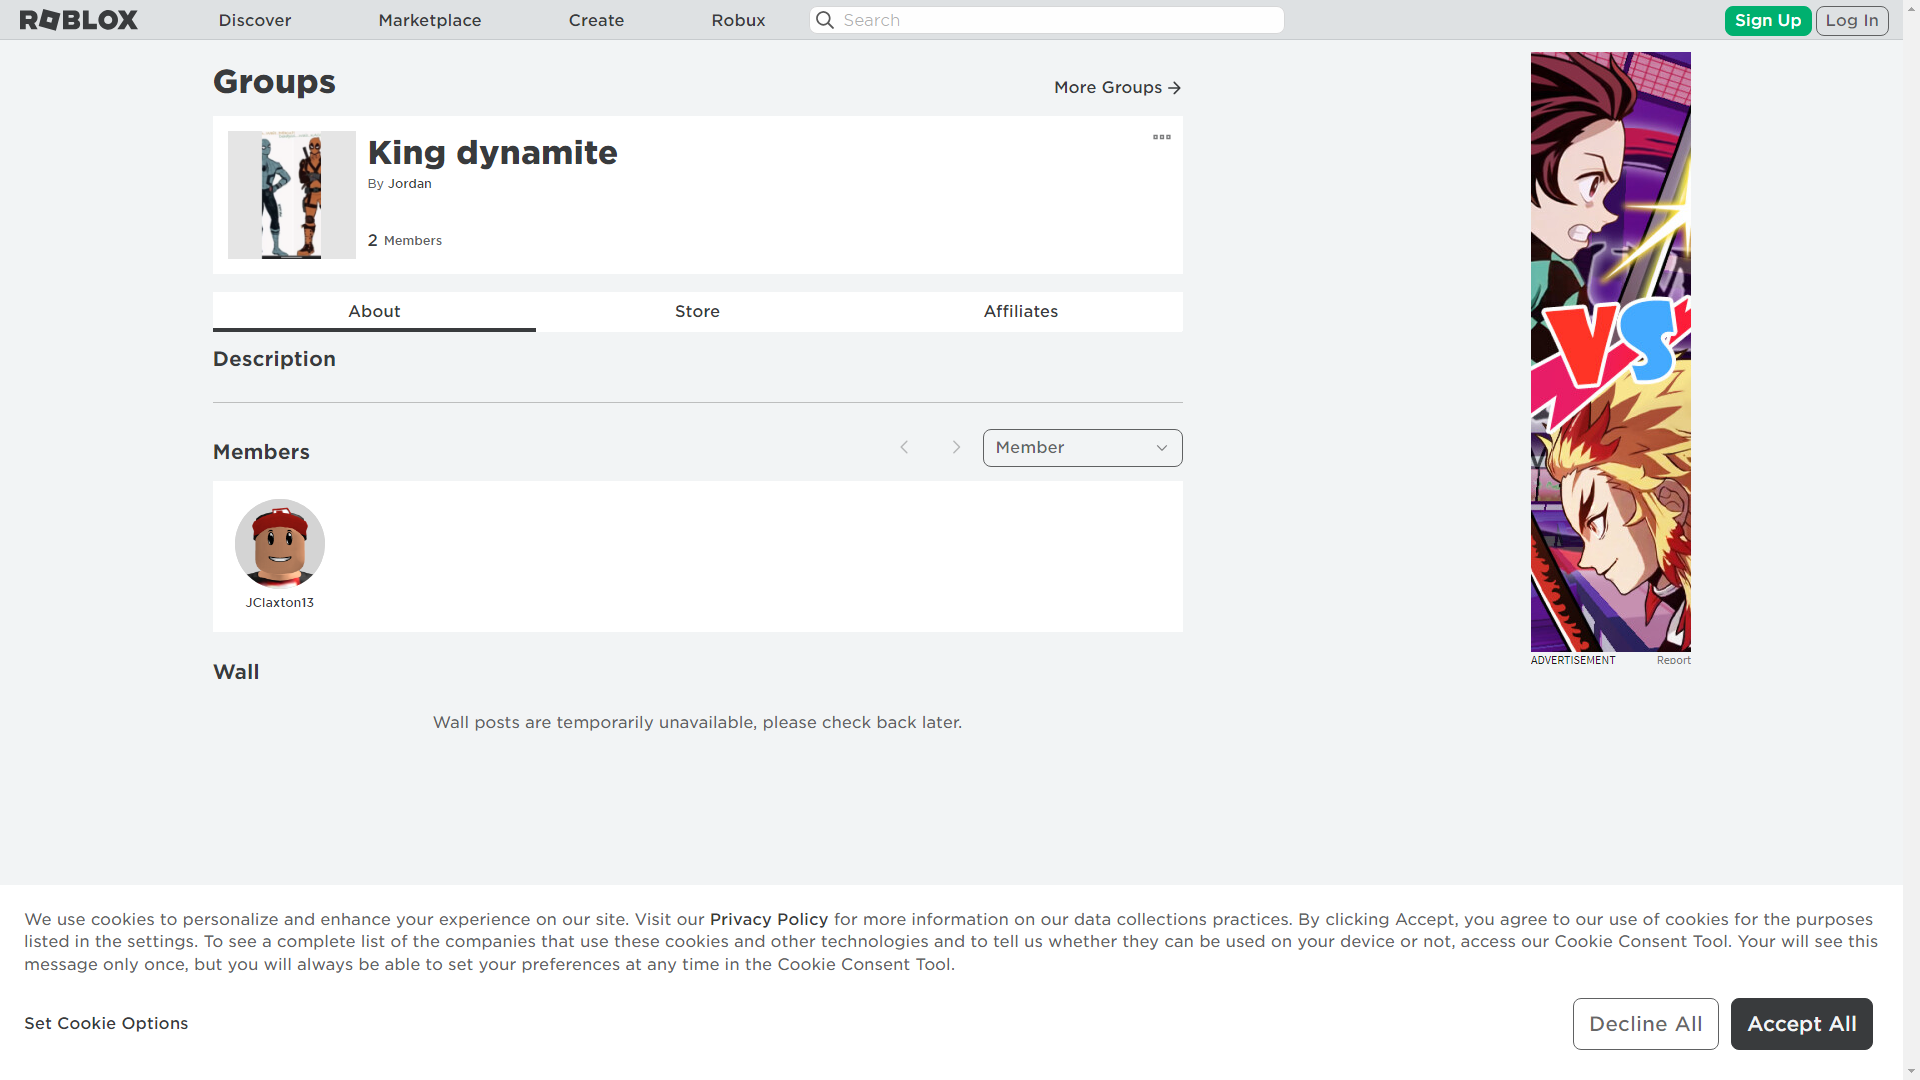 ROBLOX
Discover
Marketplace
Create
Robux
Search
Sign Up
Log In
Groups
More Groups
King dynamite
By Jordan
2 Members
About
Store
Affiliates
Description
Members
Member
JClaxton13
Wall
Wall posts are temporarily unavailable, please check back later.
VS
ADVERTISEMENT
Report
We use cookies to personalize and enhance your experience on our site. Visit our Privacy Policy for more information on our data collections practices. By clicking Accept, you agree to our use of cookies for the purposes
listed in the settings. To see a complete list of the companies that use these cookies and other technologies and to tell us whether they can be used on your device or not, access our Cookie Consent Tool. Your will see this
message only once, but you will always be able to set your preferences at any time in the Cookie Consent Tool.
Set Cookie Options
Decline All
Accept All